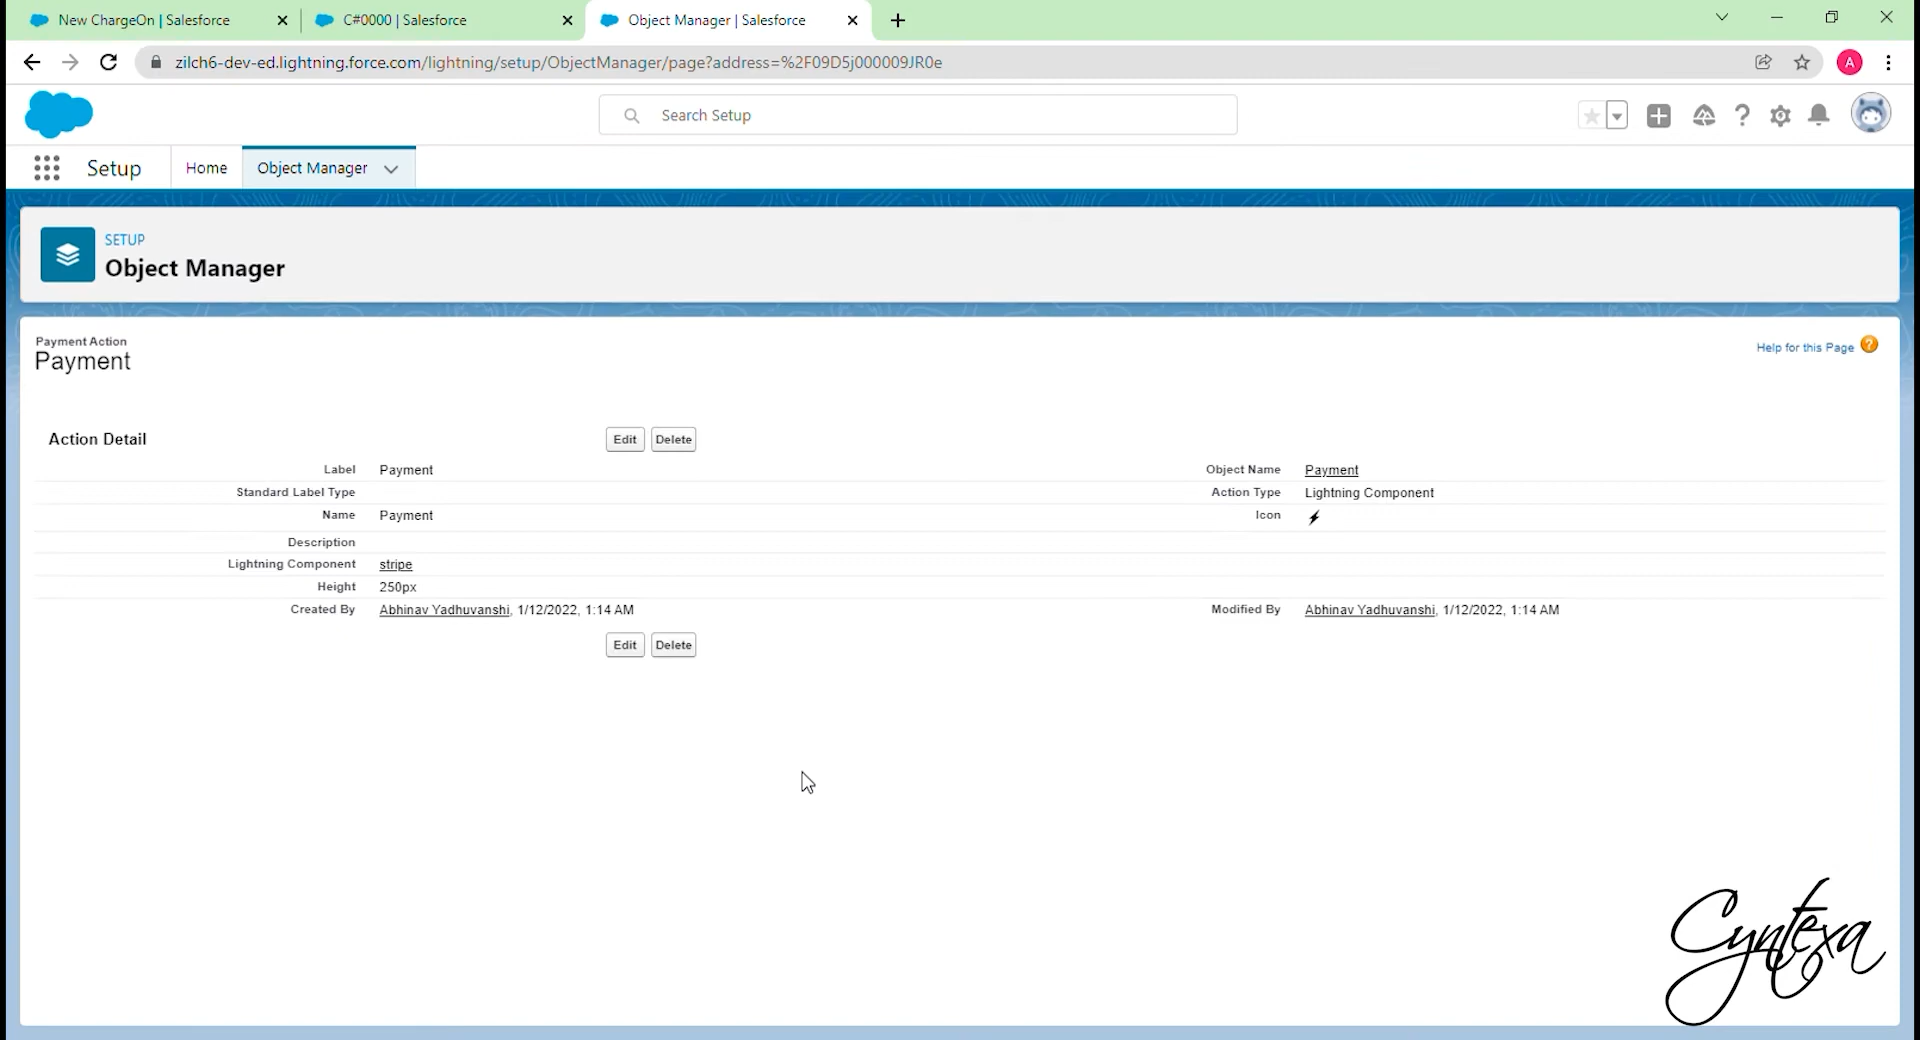 New ChargeOn | Salesforce
C#0000 | Salesforce
Object Manager | Salesforce
zilch6-dev-ed.lightning.force.com/lightning/setup/ObjectManager/page?address=%2F09D5j000009JR0e
A
Search Setup
Setup
Home
Object Manager
SETUP
Object Manager
Payment Action
Payment
Help for this Page
Action Detail
Edit Delete
Label Payment Object Name Payment
Standard Label Type Action Type Lightning Component
Name Payment Icon
Description
Lightning Component stripe
Height 250px
Created By Abhinav Yadhuvanshi, 1/12/2022, 1:14 AM Modified By Abhinav Yadhuvanshi, 1/12/2022, 1:14 AM
Edit Delete
Cyntexa